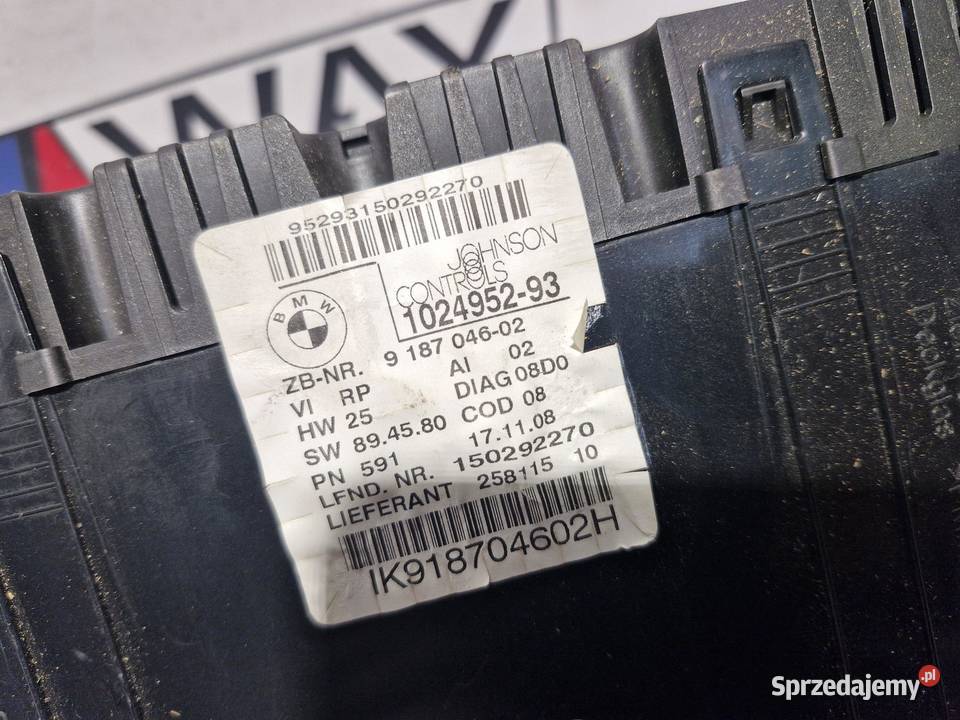 WAY
95293150292270
JOHNSON
CONTROLS
1024952-93
BMW
ZB-NR. 9 187 046-02
VI RP AI 02
HW 25 DIAG 08D0
SW 89.45.80 COD 08
PN 591 17.11.08
LFND. NR. 150292270
LIEFERANT 258115 10
IK918704602H
Sprzedajemy.pl